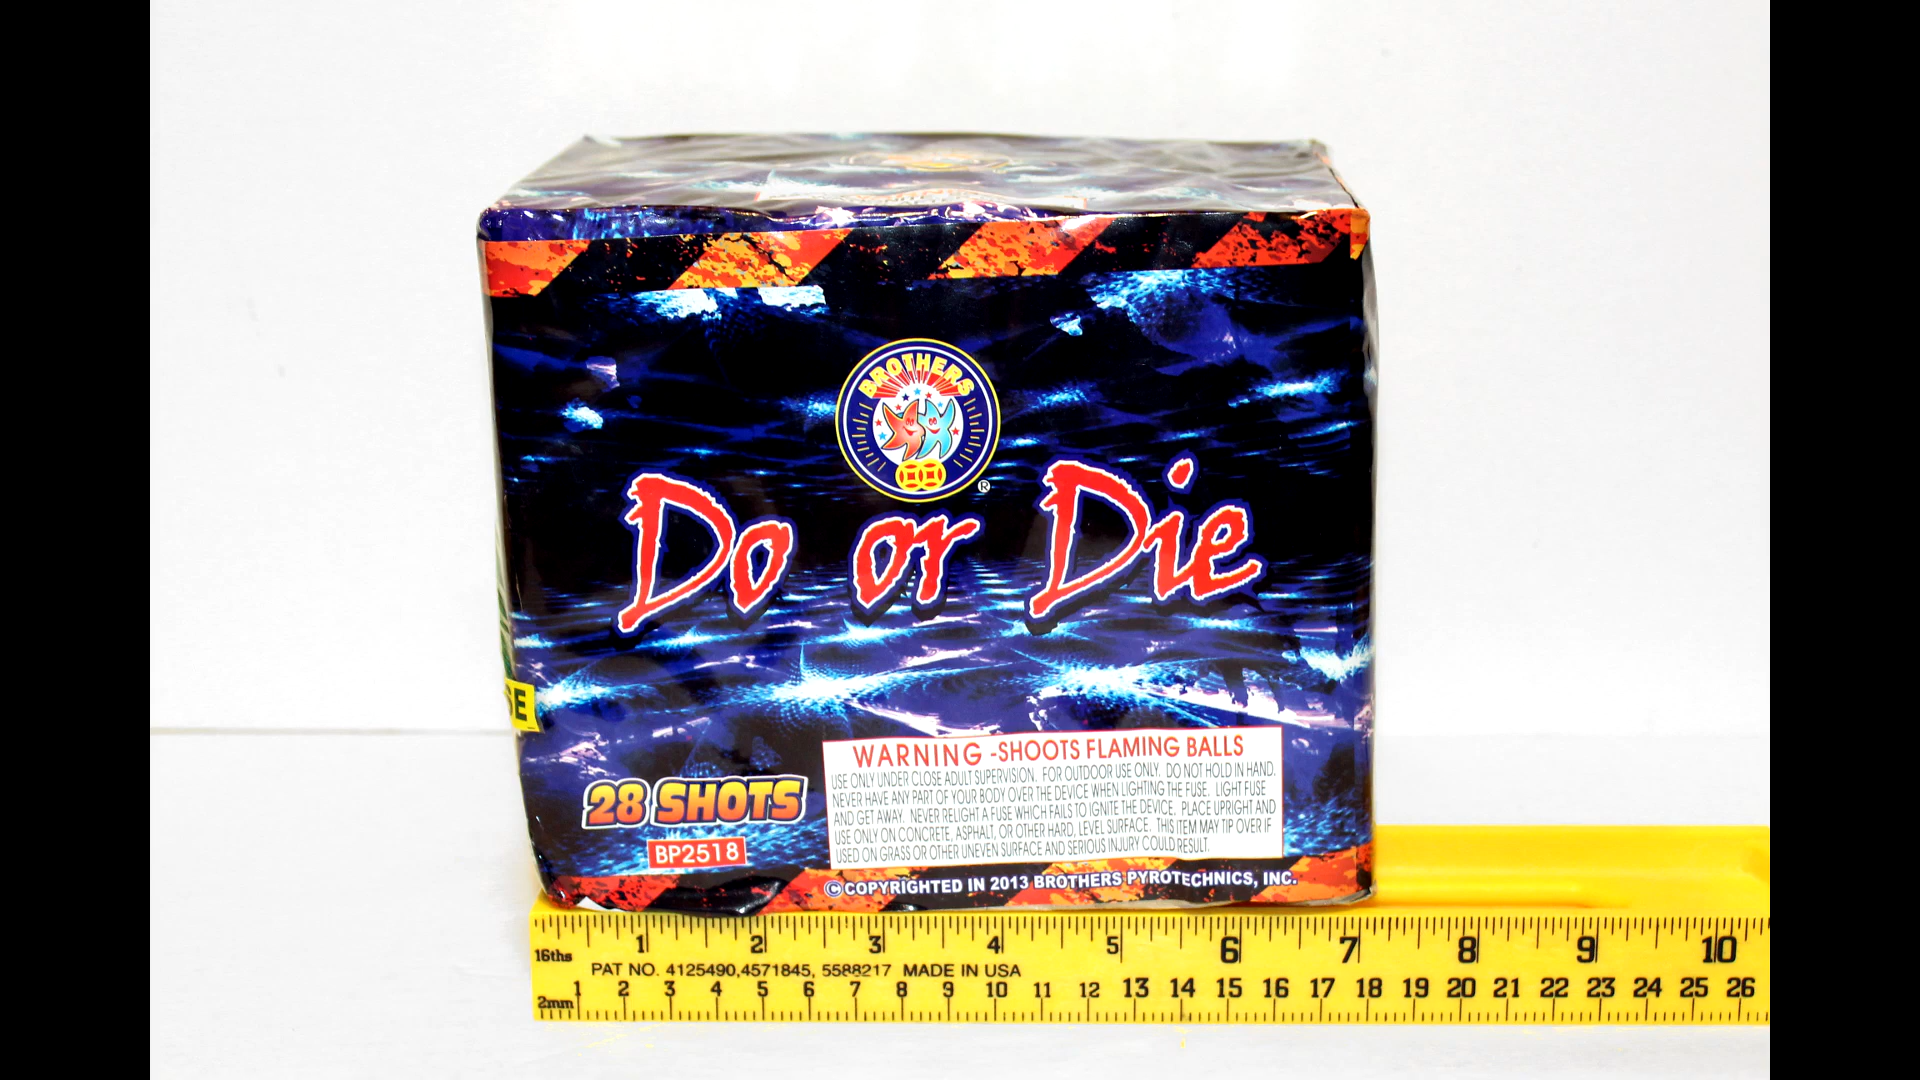 BROTHERS
®
Do or Die
SE
WARNING -SHOOTS FLAMING BALLS
USE ONLY UNDER CLOSE ADULT SUPERVISION. FOR OUTDOOR USE ONLY. DO NOT HOLD IN HAND.
NEVER HAVE ANY PART OF YOUR BODY OVER THE DEVICE WHEN LIGHTING THE FUSE. LIGHT FUSE
AND GET AWAY. NEVER RELIGHT A FUSE WHICH FAILS TO IGNITE THE DEVICE. PLACE UPRIGHT AND
USE ONLY ON CONCRETE, ASPHALT, OR OTHER HARD, LEVEL SURFACE. THIS ITEM MAY TIP OVER IF
USED ON GRASS OR OTHER UNEVEN SURFACE AND SERIOUS INJURY COULD RESULT.
28 SHOTS
BP2518
©COPYRIGHTED IN 2013 BROTHERS PYROTECHNICS, INC.
1 2 3 4 5 6 7 8 9 10
16ths
PAT NO. 4125490,4571845, 5588217 MADE IN USA
1 2 3 4 5 6 7 8 9 10 11 12 13 14 15 16 17 18 19 20 21 22 23 24 25 26
2mm